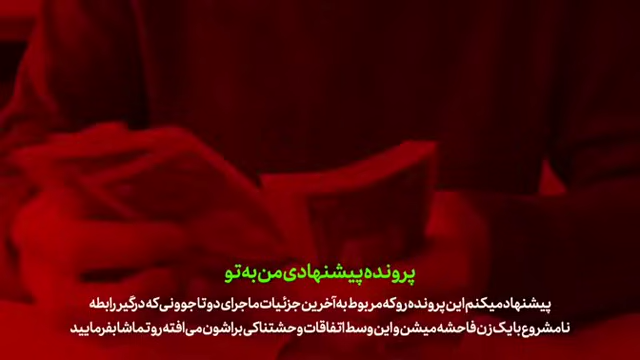 پرونده پیشنهادی من به تو
پیشنهاد میکنم این پرونده رو که مربوط به آخرین جزئیات ماجرای دو تا جوونی که درگیر رابطه
نامشروع با یک زن فاحشه میشن و این وسط اتفاقات وحشتناکی براشون می افته رو تماشا بفرمایید